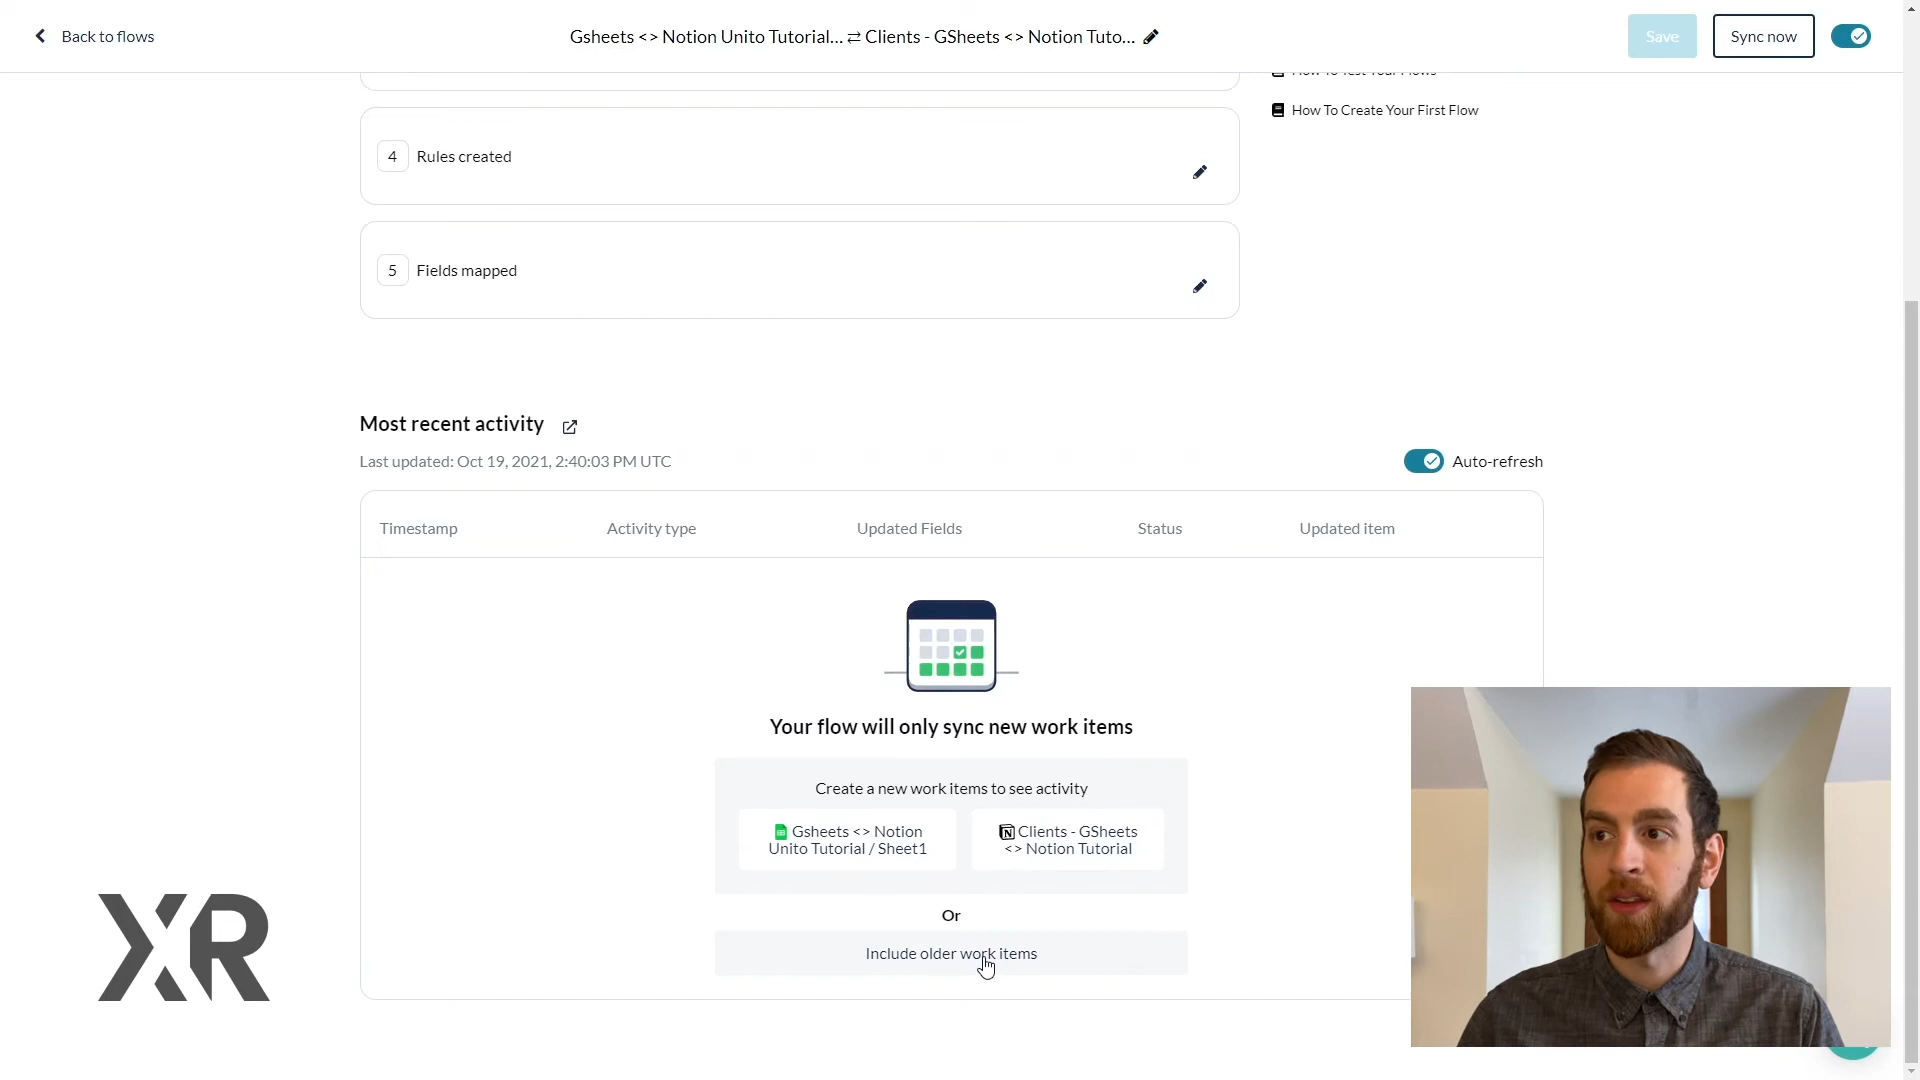 Back to flows
Gsheets <> Notion Unito Tutorial... ⇄ Clients - GSheets <> Notion Tuto...
Save
Sync now
How To Test Your Flows
How To Create Your First Flow
4 Rules created
5 Fields mapped
Most recent activity
Last updated: Oct 19, 2021, 2:40:03 PM UTC
Auto-refresh
Timestamp Activity type Updated Fields Status Updated item
Your flow will only sync new work items
Create a new work items to see activity
Gsheets <> Notion
Unito Tutorial / Sheet1
Clients - GSheets
<> Notion Tutorial
Or
Include older work items
XR